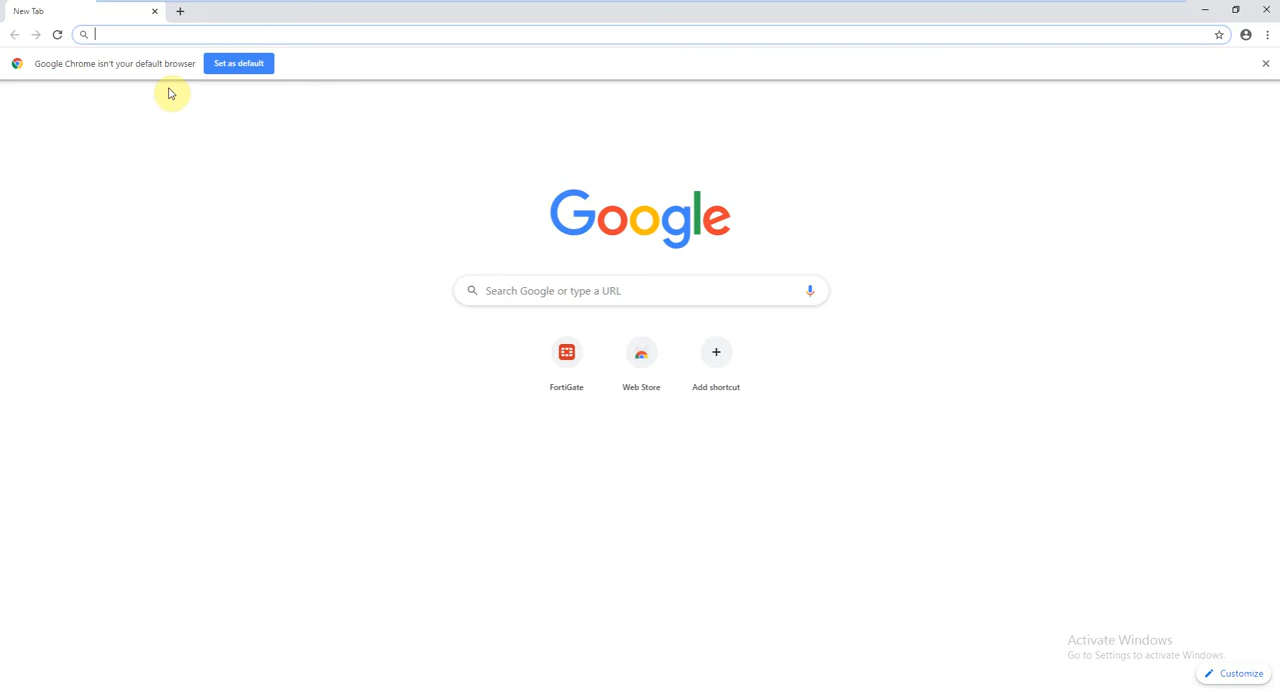 New Tab
Google Chrome isn't your default browser
Set as default
Google
Search Google or type a URL
FortiGate
Web Store
Add shortcut
Activate Windows
Go to Settings to activate Windows.
Customize